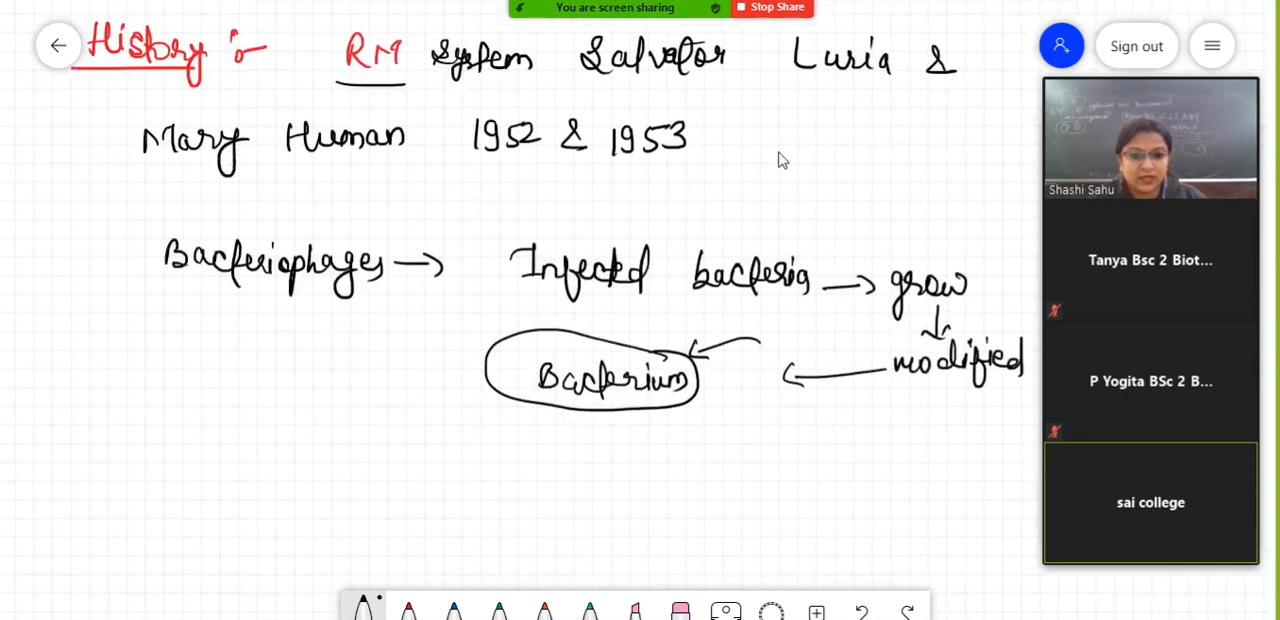 You are screen sharing Stop Share
History :- RM System Salvator Luria &
Sign out
Mary Human 1952 & 1953
Shashi Sahu
Bacteriophages → Infected bacteria → grow
Tanya Bsc 2 Biot...
modified
Bacterium
P Yogita BSc 2 B...
sai college